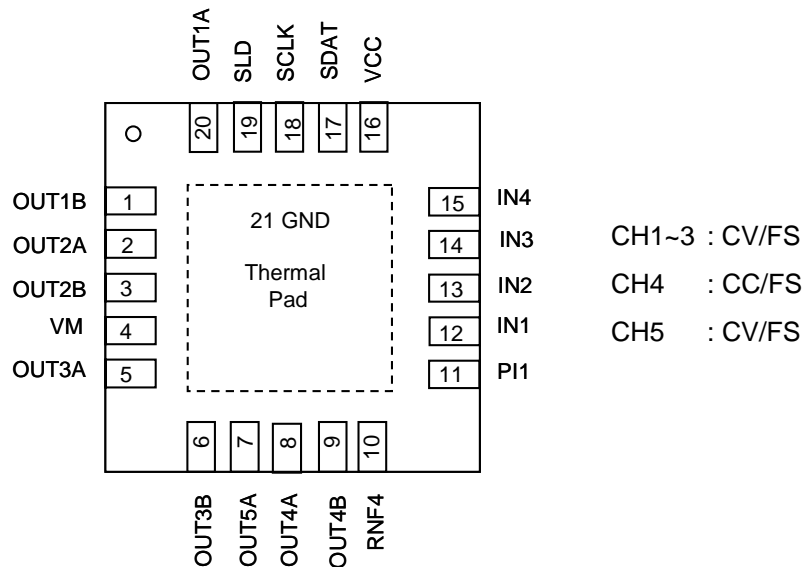 OUT1A
SLD
SCLK
SDAT
VCC
20
19
18
17
16
OUT1B 1
OUT2A 2
OUT2B 3
VM 4
OUT3A 5
21 GND
Thermal
Pad
15 IN4
14 IN3
13 IN2
12 IN1
11 PI1
CH1~3 : CV/FS
CH4 : CC/FS
CH5 : CV/FS
6
7
8
9
10
OUT3B
OUT5A
OUT4A
OUT4B
RNF4